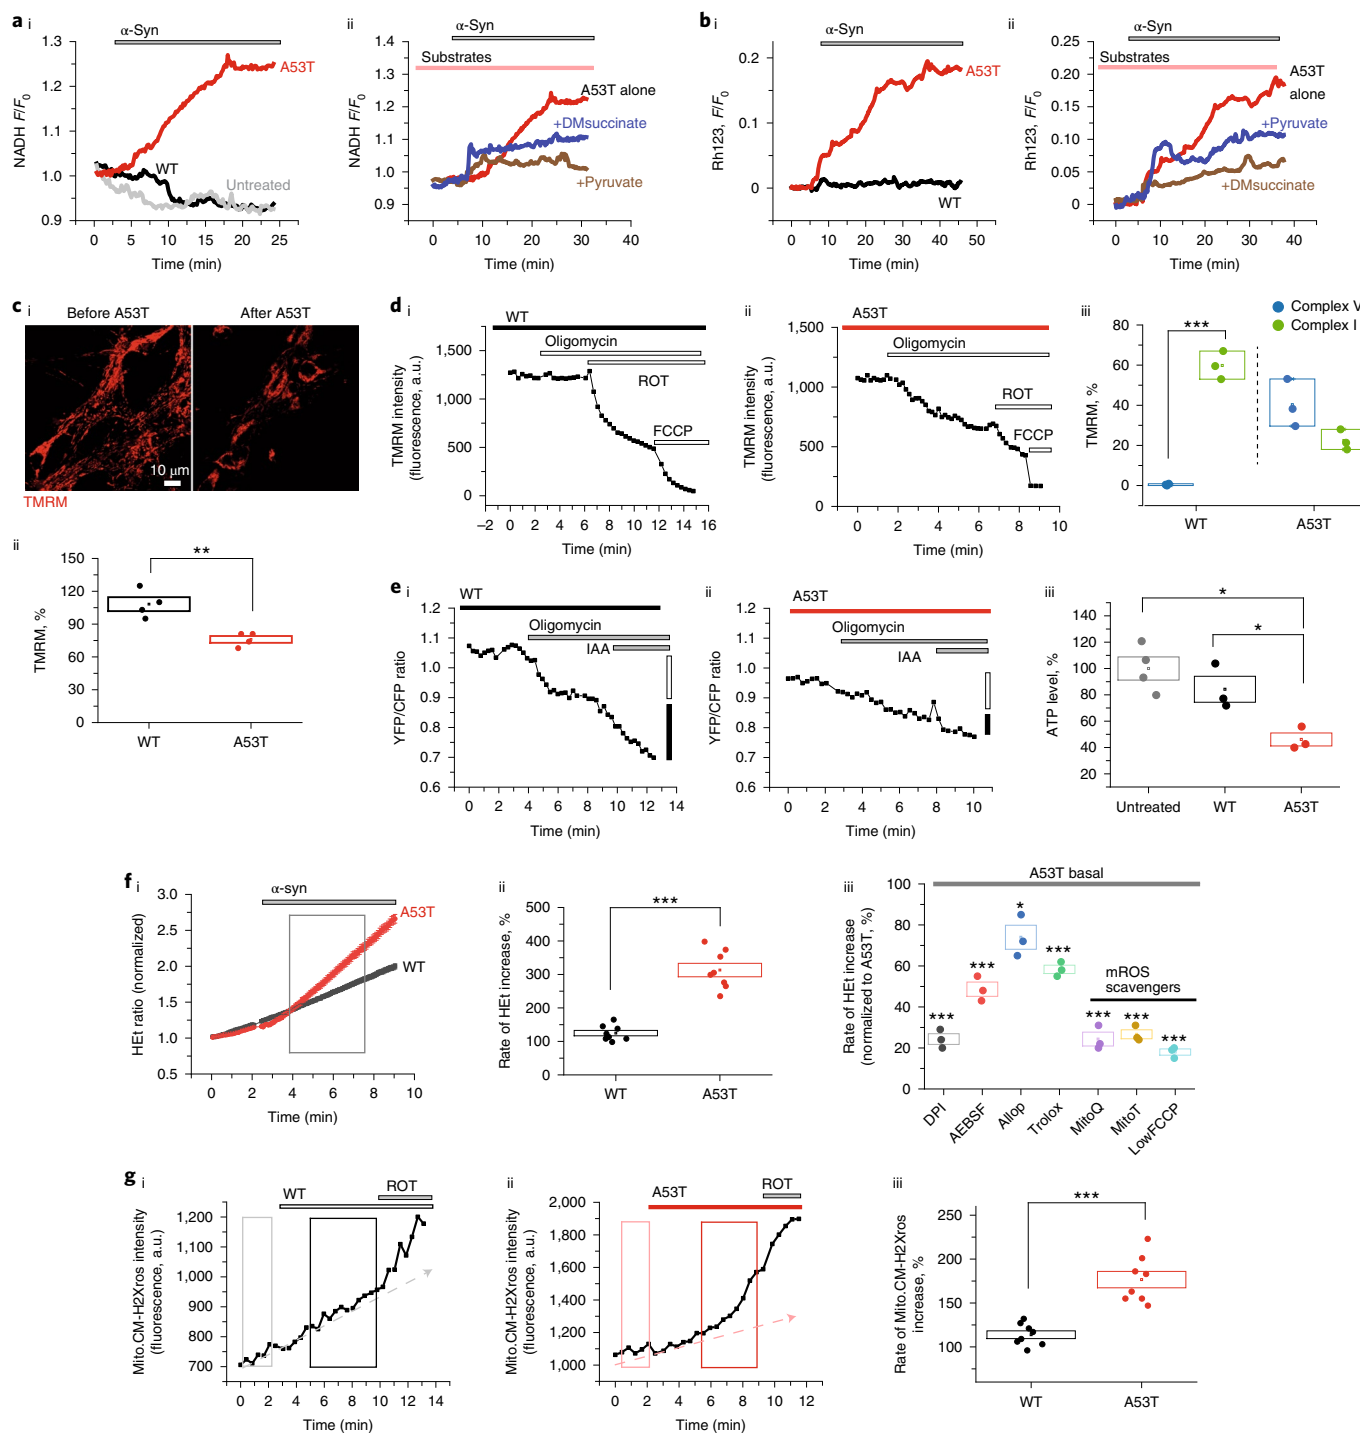 a
i
α-Syn
NADH F/F0
1.3
1.2
1.1
1.0
0.9
A53T
WT
Untreated
0 5 10 15 20 25
Time (min)
ii
α-Syn
Substrates
NADH F/F0
1.4
1.3
1.2
1.1
1.0
0.9
A53T alone
+DMsuccinate
+Pyruvate
0 10 20 30 40
Time (min)
b
i
α-Syn
Rh123, F/F0
0.2
0.1
0
A53T
WT
0 10 20 30 40 50
Time (min)
ii
α-Syn
Substrates
Rh123, F/F0
0.25
0.20
0.15
0.10
0.05
0
A53T
alone
+Pyruvate
+DMsuccinate
0 10 20 30 40
Time (min)
c
i
Before A53T
After A53T
10 μm
TMRM
ii
TMRM, %
150
120
90
75
50
25
0
**
WT
A53T
d
i
WT
Oligomycin
ROT
FCCP
TMRM intensity
(fluorescence, a.u.)
1,500
1,000
500
0
−2 0 2 4 6 8 10 12 14 16
Time (min)
ii
A53T
Oligomycin
ROT
FCCP
TMRM intensity
(fluorescence, a.u.)
1,500
1,000
500
0
0 2 4 6 8 10
Time (min)
iii
Complex V
Complex I
TMRM, %
80
60
40
20
0
***
WT
A53T
e
i
WT
Oligomycin
IAA
YFP/CFP ratio
1.2
1.1
1.0
0.9
0.8
0.7
0.6
0 2 4 6 8 10 12 14
Time (min)
ii
A53T
Oligomycin
IAA
YFP/CFP ratio
1.2
1.1
1.0
0.9
0.8
0.7
0.6
0 2 4 6 8 10
Time (min)
iii
ATP level, %
140
120
100
80
60
40
20
*
*
Untreated
WT
A53T
f
i
α-syn
HEt ratio (normalized)
3.0
2.5
2.0
1.5
1.0
0.5
A53T
WT
0 2 4 6 8 10
Time (min)
ii
Rate of HEt increase, %
500
400
300
200
100
0
***
WT
A53T
iii
A53T basal
Rate of HEt increase
(normalized to A53T, %)
100
80
60
40
20
0
***
***
*
***
mROS
scavengers
***
***
***
DPI
AEBSF
Allop
Trolox
MitoQ
MitoT
LowFCCP
g
i
WT
ROT
Mito.CM-H2Xros intensity
(fluorescence, a.u.)
1,200
1,100
1,000
900
800
700
0 2 4 6 8 10 12 14
Time (min)
ii
A53T
ROT
Mito.CM-H2Xros intensity
(fluorescence, a.u.)
2,000
1,800
1,600
1,400
1,200
1,000
0 2 4 6 8 10 12
Time (min)
iii
Rate of Mito.CM-H2Xros
increase, %
250
200
150
100
***
WT
A53T